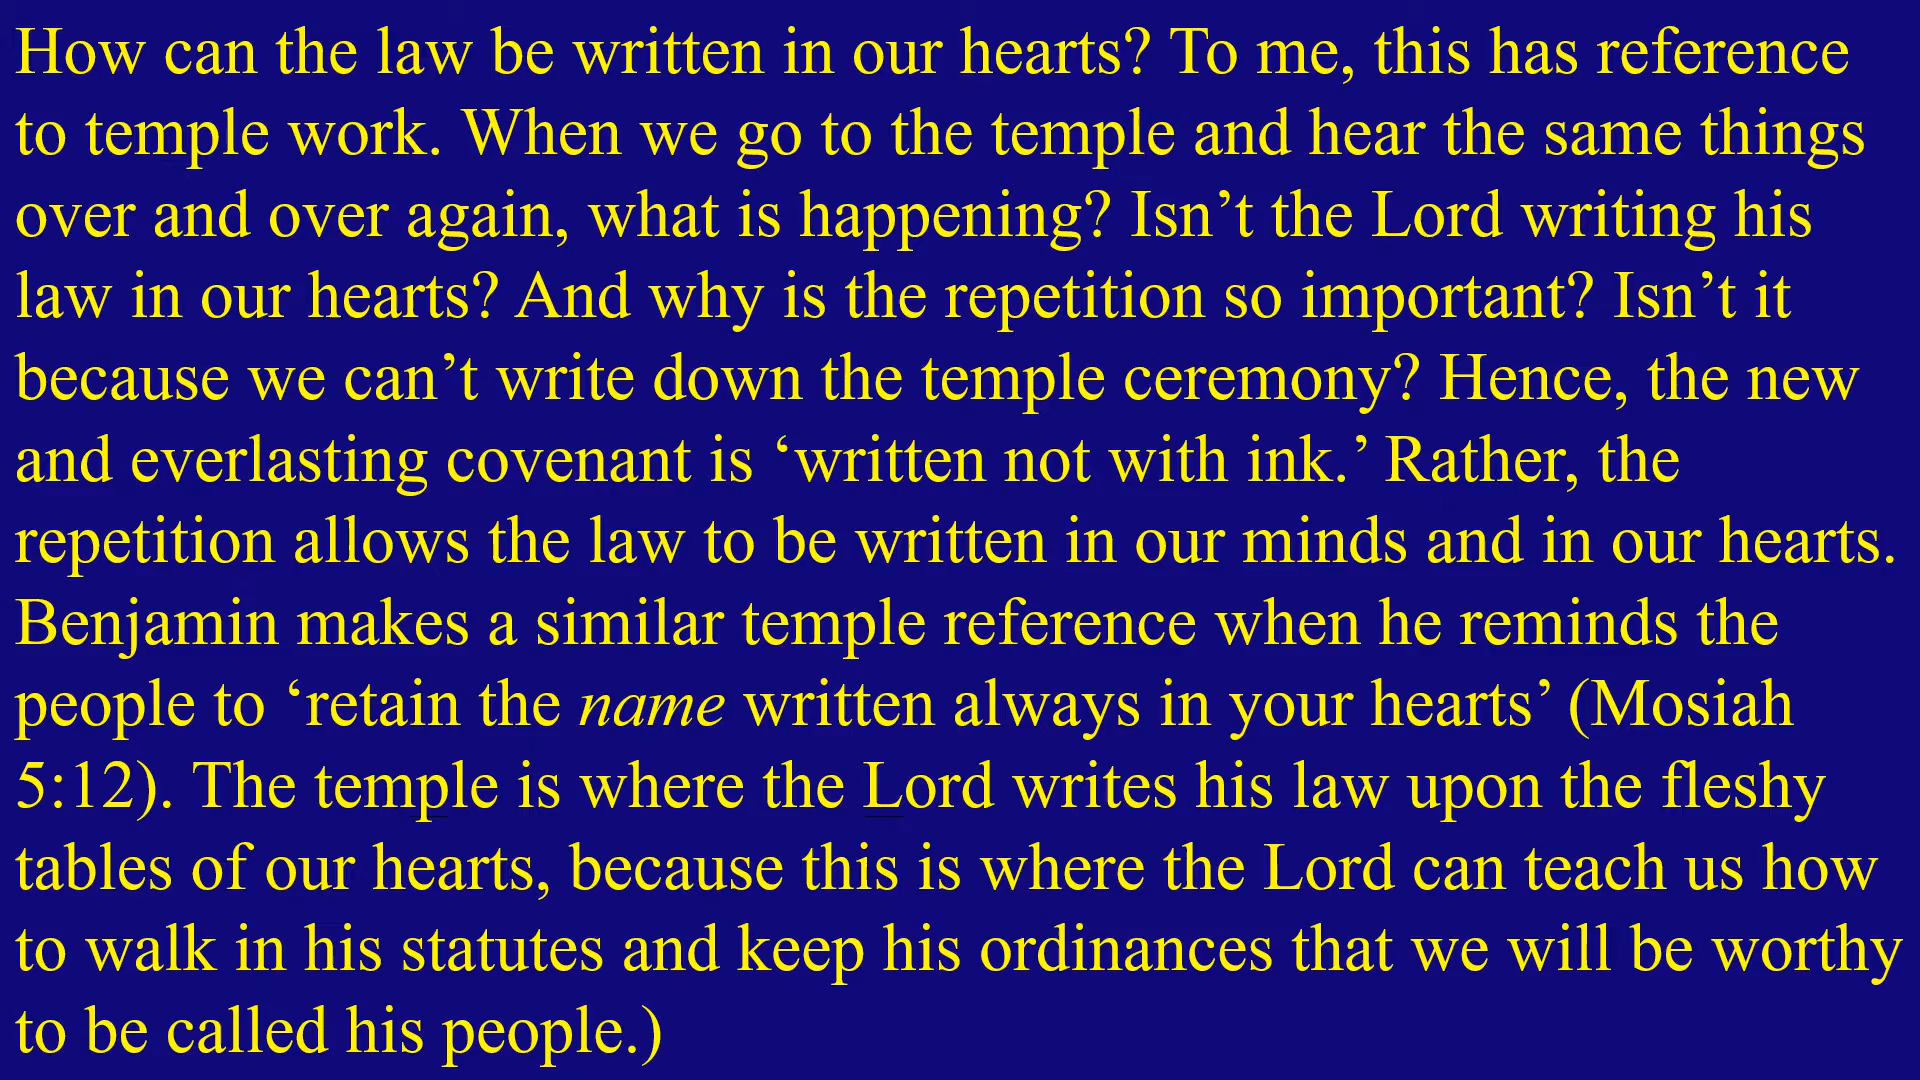 How can the law be written in our hearts? To me, this has reference
to temple work. When we go to the temple and hear the same things
over and over again, what is happening? Isn’t the Lord writing his
law in our hearts? And why is the repetition so important? Isn’t it
because we can’t write down the temple ceremony? Hence, the new
and everlasting covenant is ‘written not with ink.’ Rather, the
repetition allows the law to be written in our minds and in our hearts.
Benjamin makes a similar temple reference when he reminds the
people to ‘retain the name written always in your hearts’ (Mosiah
5:12). The temple is where the Lord writes his law upon the fleshy
tables of our hearts, because this is where the Lord can teach us how
to walk in his statutes and keep his ordinances that we will be worthy
to be called his people.)